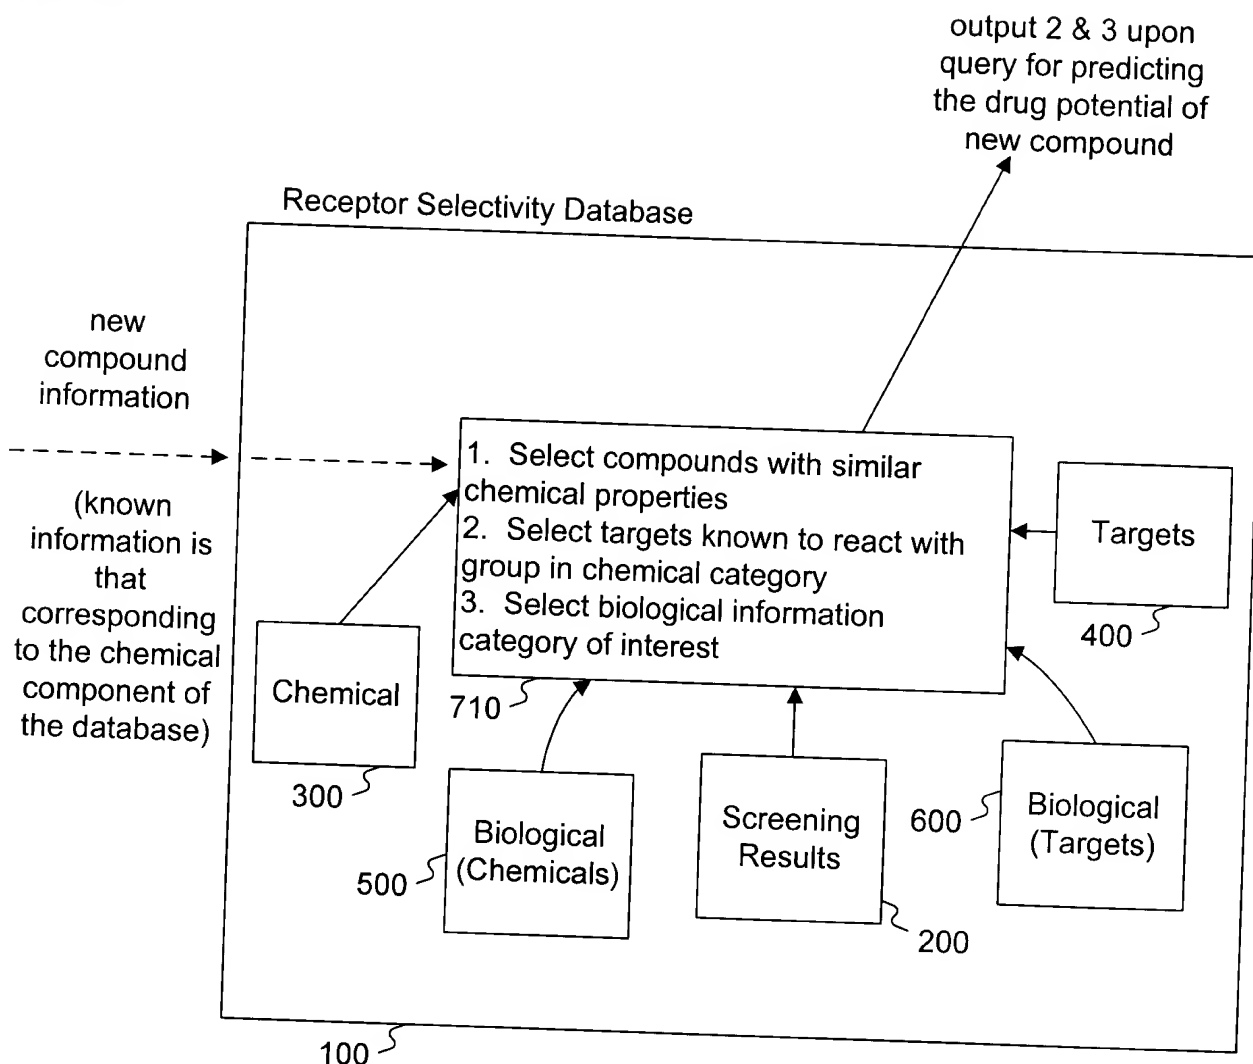 output 2 & 3 upon
query for predicting
the drug potential of
new compound
Receptor Selectivity Database
new
compound
information
(known
information is
that
corresponding
to the chemical
component of
the database)
1. Select compounds with similar
chemical properties
2. Select targets known to react with
group in chemical category
3. Select biological information
category of interest
710
Targets
400
Chemical
300
Biological
(Chemicals)
500
Screening
Results
200
Biological
(Targets)
600
100